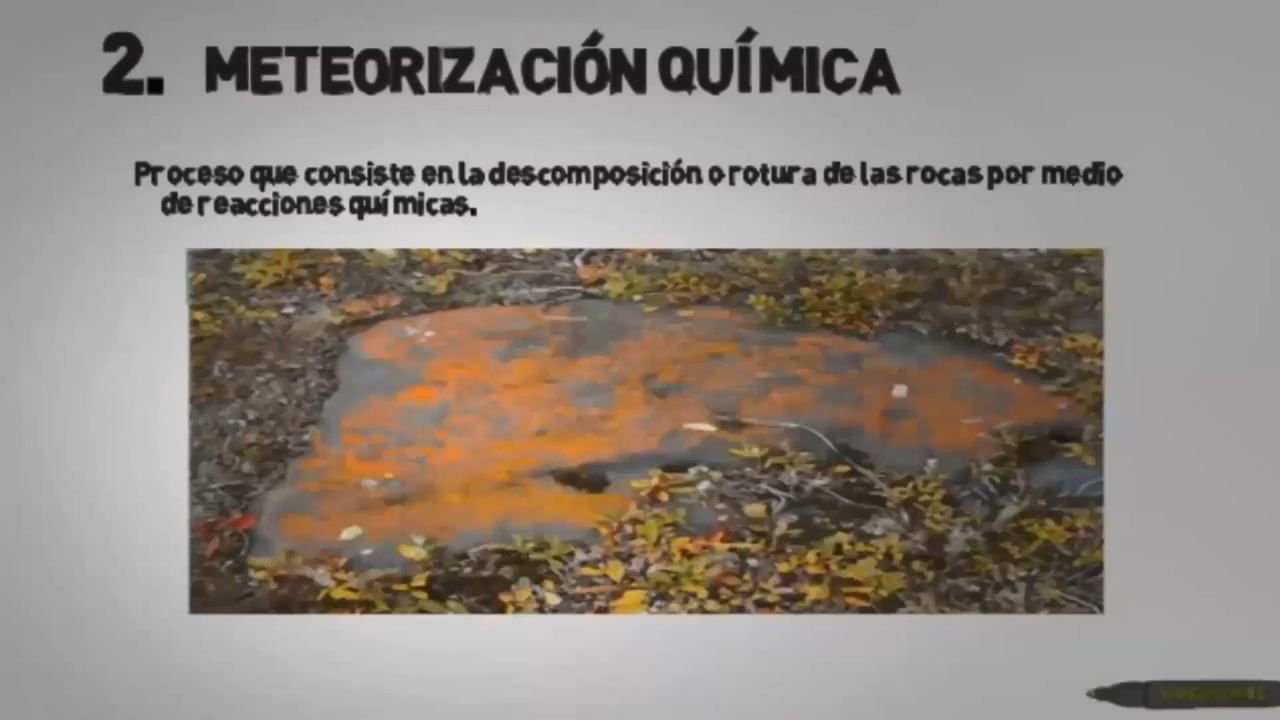 2. METEORIZACIÓN QUÍMICA
Proceso que consiste en la descomposición o rotura de las rocas por medio
de reacciones químicas.